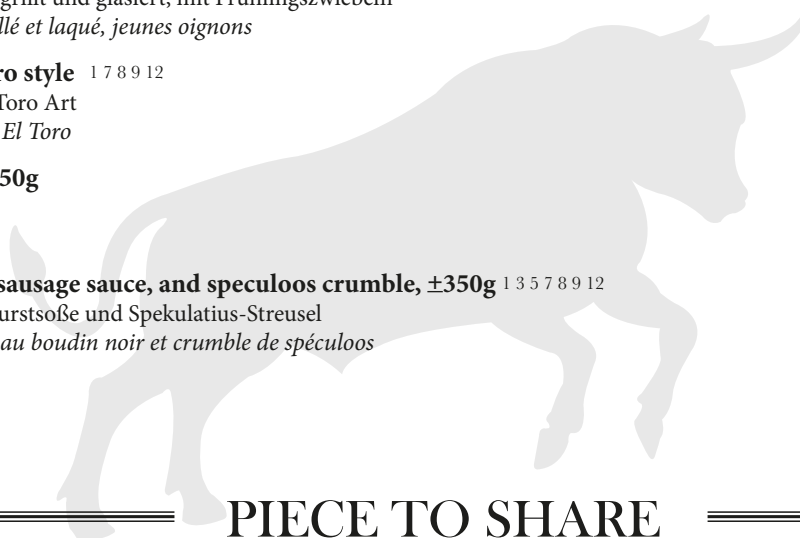 grillt und glasiert, mit Frühlingszwiebeln
llé et laqué, jeunes oignons
ro style 1 7 8 9 12
Toro Art
El Toro
50g
sausage sauce, and speculoos crumble, ±350g 1 3 5 7 8 9 12
urstsoße und Spekulatius-Streusel
au boudin noir et crumble de spéculoos
PIECE TO SHARE